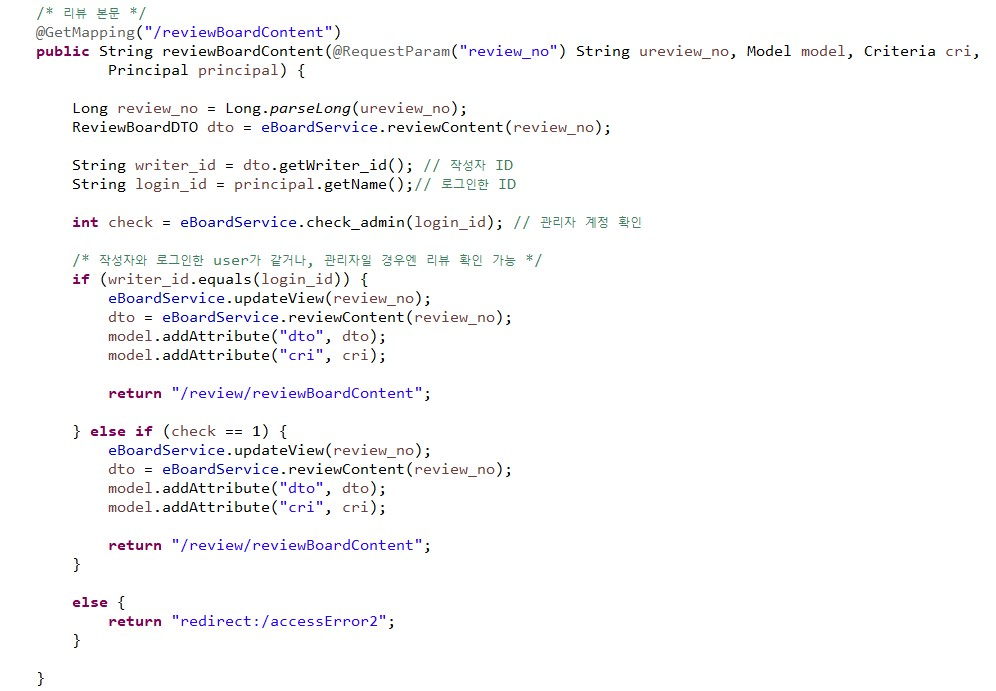 /* 리뷰 본문 */
@GetMapping("/reviewBoardContent")
public String reviewBoardContent(@RequestParam("review_no") String ureview_no, Model model, Criteria cri,
Principal principal) {
Long review_no = Long.parseLong(ureview_no);
ReviewBoardDTO dto = eBoardService.reviewContent(review_no);
String writer_id = dto.getWriter_id(); // 작성자 ID
String login_id = principal.getName();// 로그인한 ID
int check = eBoardService.check_admin(login_id); // 관리자 계정 확인
/* 작성자와 로그인한 user가 같거나, 관리자일 경우엔 리뷰 확인 가능 */
if (writer_id.equals(login_id)) {
eBoardService.updateView(review_no);
dto = eBoardService.reviewContent(review_no);
model.addAttribute("dto", dto);
model.addAttribute("cri", cri);
return "/review/reviewBoardContent";
} else if (check == 1) {
eBoardService.updateView(review_no);
dto = eBoardService.reviewContent(review_no);
model.addAttribute("dto", dto);
model.addAttribute("cri", cri);
return "/review/reviewBoardContent";
}
else {
return "redirect:/accessError2";
}
}